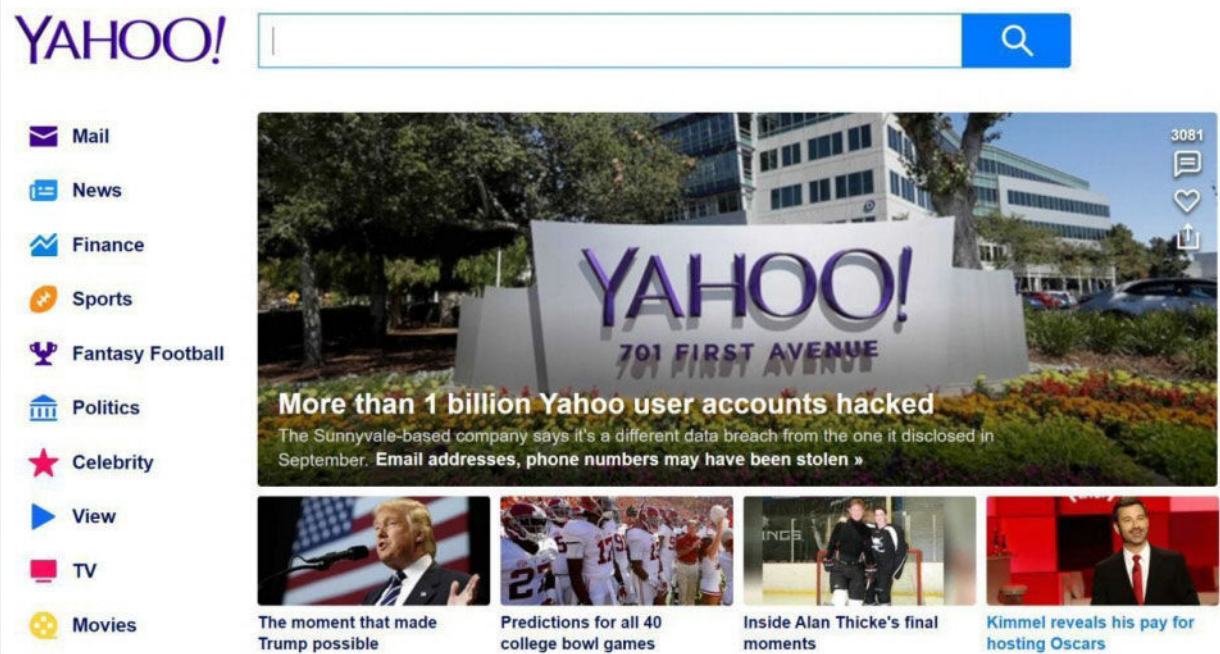 YAHOO!
Mail
News
Finance
Sports
Fantasy Football
Politics
Celebrity
View
TV
Movies
3081
YAHOO!
701 FIRST AVENUE
More than 1 billion Yahoo user accounts hacked
The Sunnyvale-based company says it's a different data breach from the one it disclosed in
September. Email addresses, phone numbers may have been stolen »
17
INGS
The moment that made
Trump possible
Predictions for all 40
college bowl games
Inside Alan Thicke's final
moments
Kimmel reveals his pay for
hosting Oscars